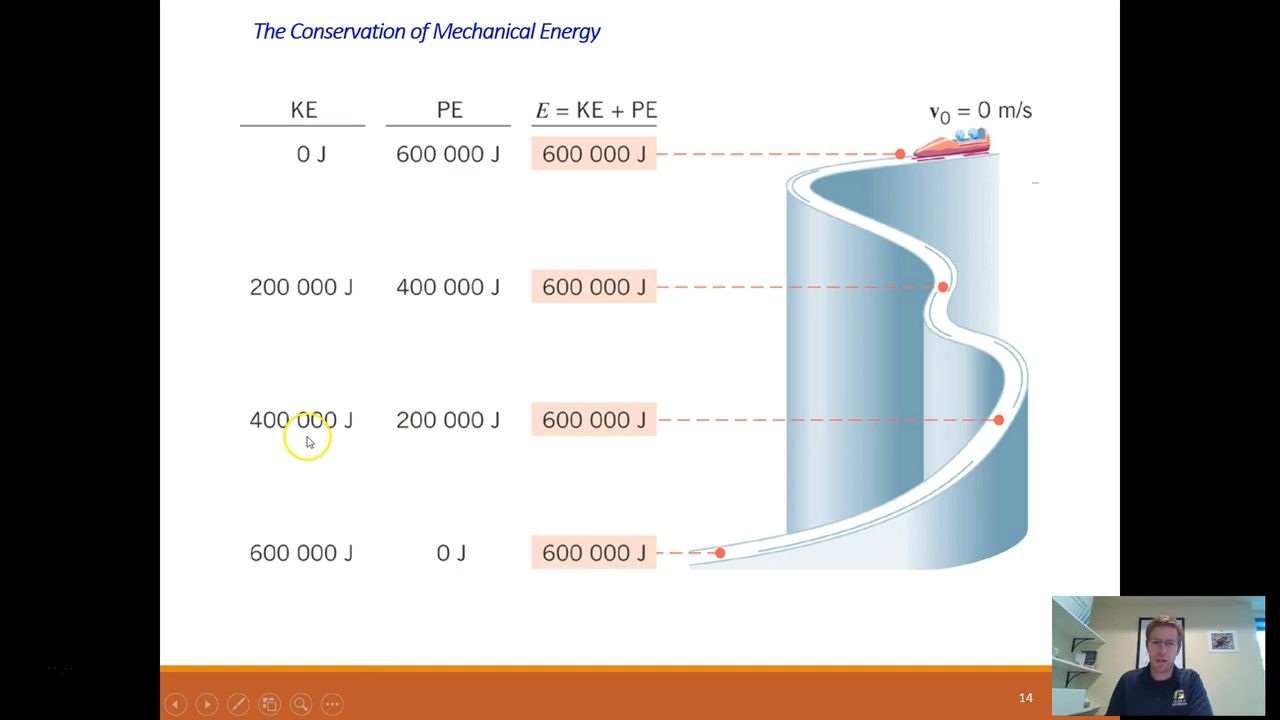 The Conservation of Mechanical Energy
KE PE E = KE + PE v₀ = 0 m/s
0 J 600 000 J 600 000 J
200 000 J 400 000 J 600 000 J
400 000 J 200 000 J 600 000 J
600 000 J 0 J 600 000 J
14